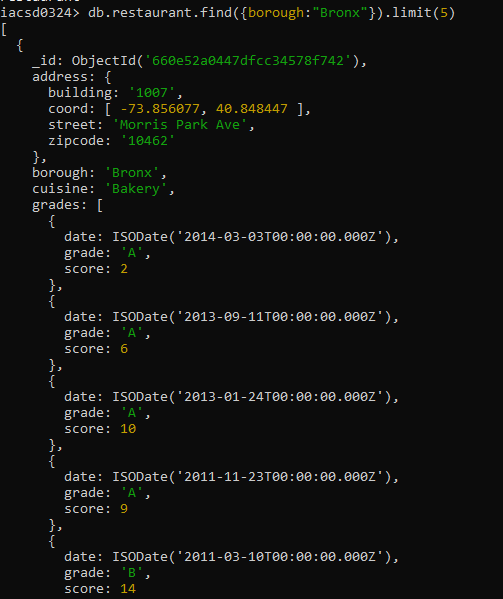 iacsd0324> db.restaurant.find({borough:"Bronx"}).limit(5)
[
  {
    _id: ObjectId('660e52a0447dfcc34578f742'),
    address: {
      building: '1007',
      coord: [ -73.856077, 40.848447 ],
      street: 'Morris Park Ave',
      zipcode: '10462'
    },
    borough: 'Bronx',
    cuisine: 'Bakery',
    grades: [
      {
        date: ISODate('2014-03-03T00:00:00.000Z'),
        grade: 'A',
        score: 2
      },
      {
        date: ISODate('2013-09-11T00:00:00.000Z'),
        grade: 'A',
        score: 6
      },
      {
        date: ISODate('2013-01-24T00:00:00.000Z'),
        grade: 'A',
        score: 10
      },
      {
        date: ISODate('2011-11-23T00:00:00.000Z'),
        grade: 'A',
        score: 9
      },
      {
        date: ISODate('2011-03-10T00:00:00.000Z'),
        grade: 'B',
        score: 14